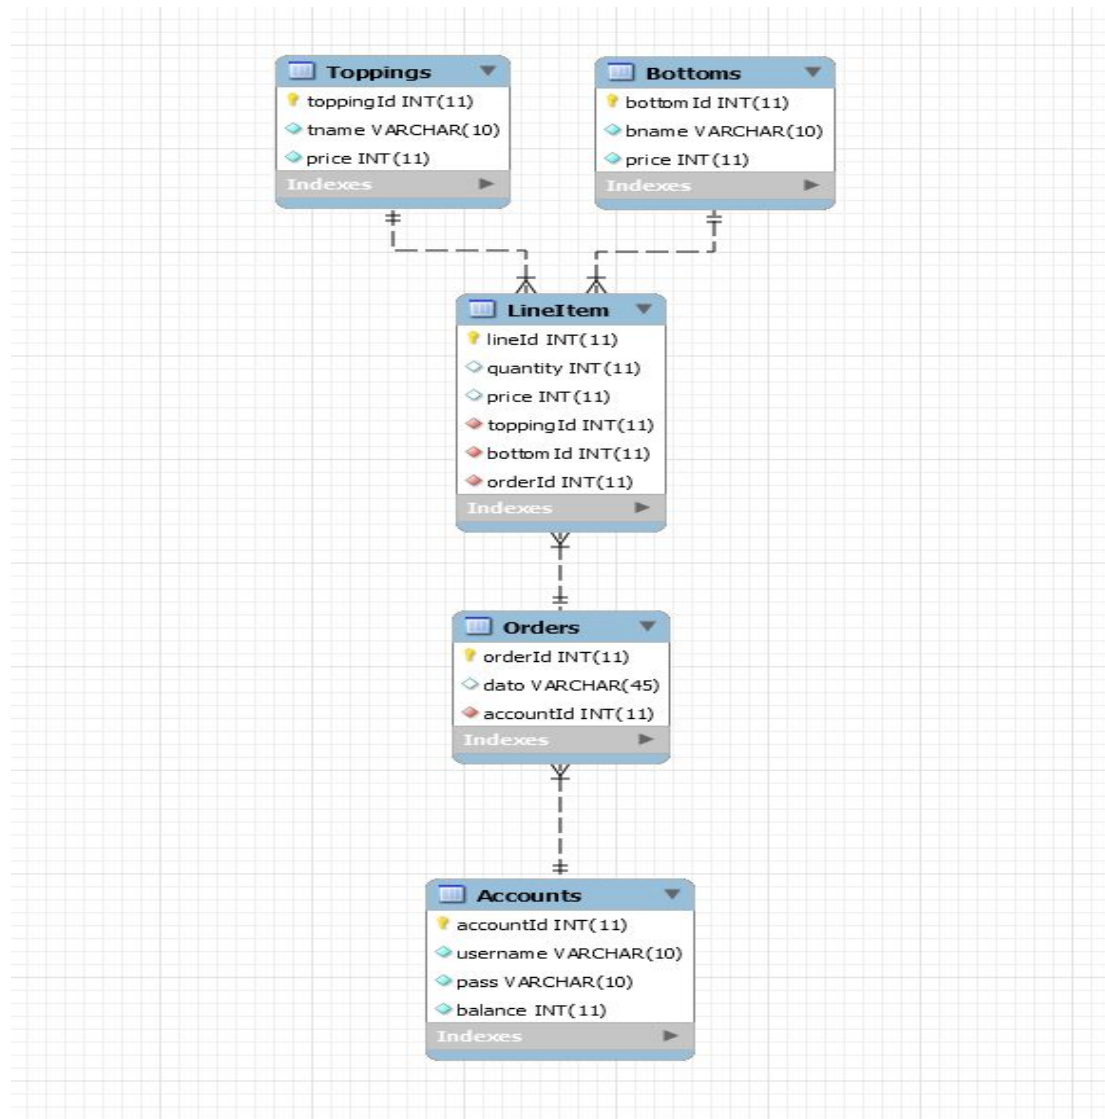 Toppings
toppingId INT(11)
tname VARCHAR(10)
price INT(11)
Indexes
Bottoms
bottomId INT(11)
bname VARCHAR(10)
price INT(11)
Indexes
LineItem
lineId INT(11)
quantity INT(11)
price INT(11)
toppingId INT(11)
bottomId INT(11)
orderId INT(11)
Indexes
Orders
orderId INT(11)
dato VARCHAR(45)
accountId INT(11)
Indexes
Accounts
accountId INT(11)
username VARCHAR(10)
pass VARCHAR(10)
balance INT(11)
Indexes